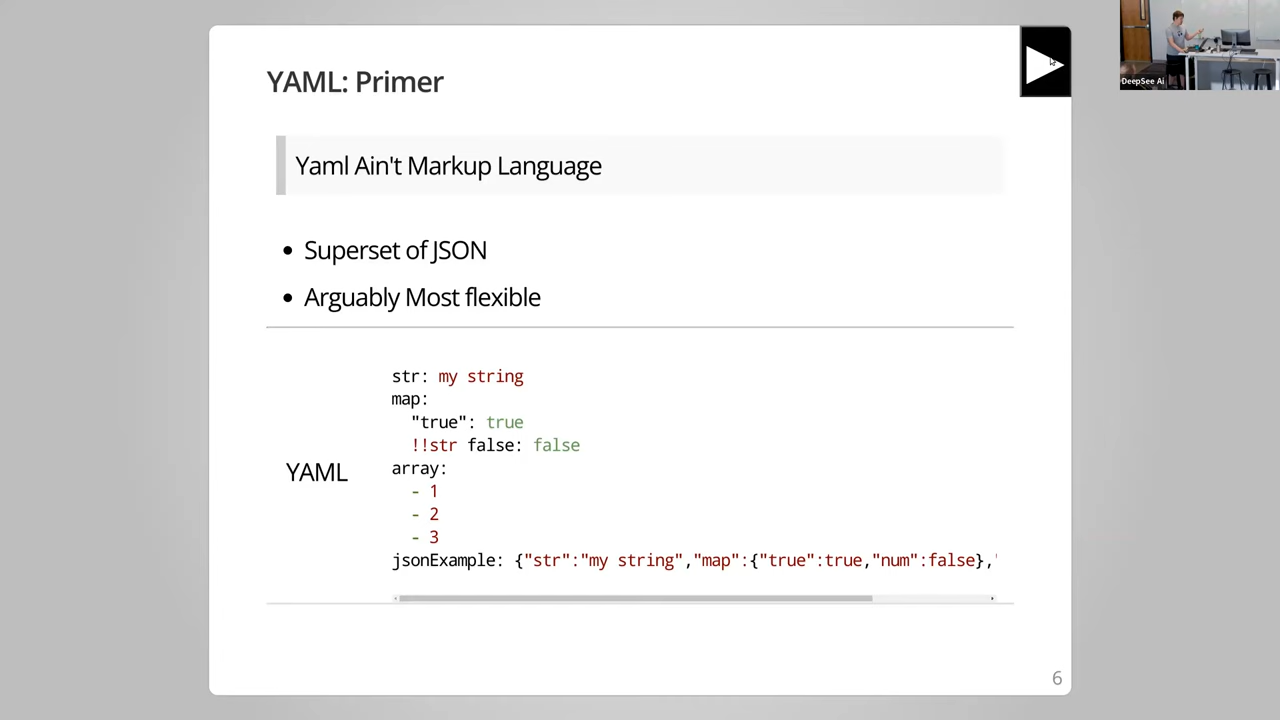 YAML: Primer
DeepSee Ai
Yaml Ain't Markup Language
• Superset of JSON
• Arguably Most flexible
YAML
str: my string
map:
  "true": true
  !!str false: false
array:
  - 1
  - 2
  - 3
jsonExample: {"str":"my string","map":{"true":true,"num":false},'
6